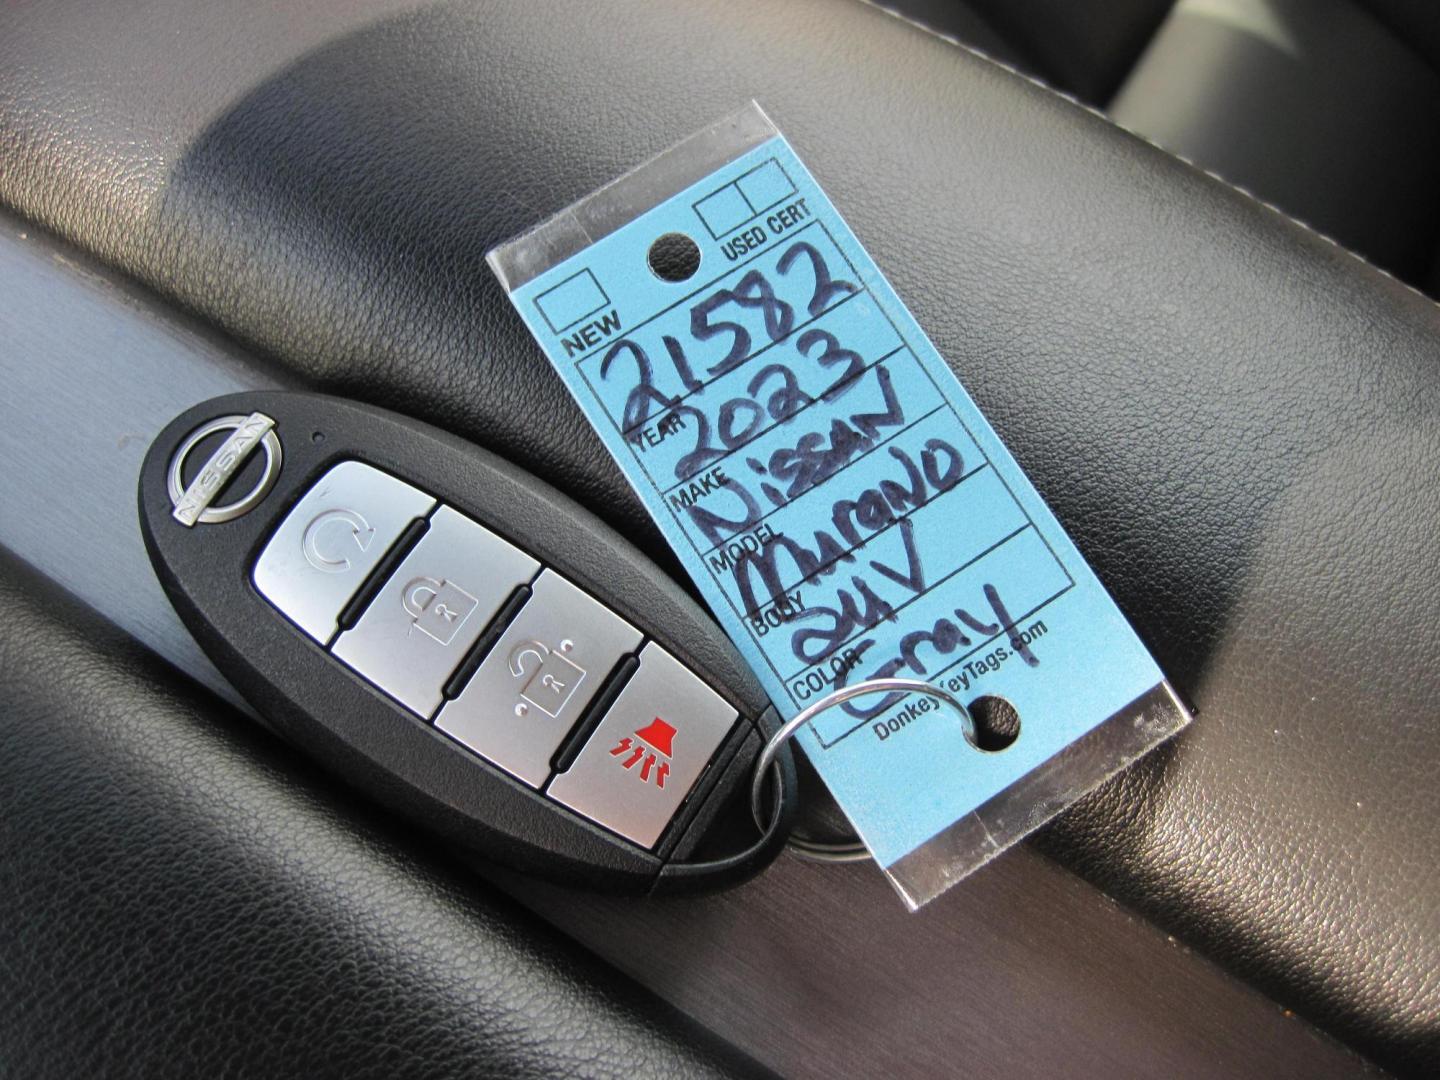 NISSAN
USED CERT
NEW
21582
YEAR 2023
MAKE Nissan
MODEL Murano
BODY SUV
COLOR Gray
DonkeyKeyTags.com